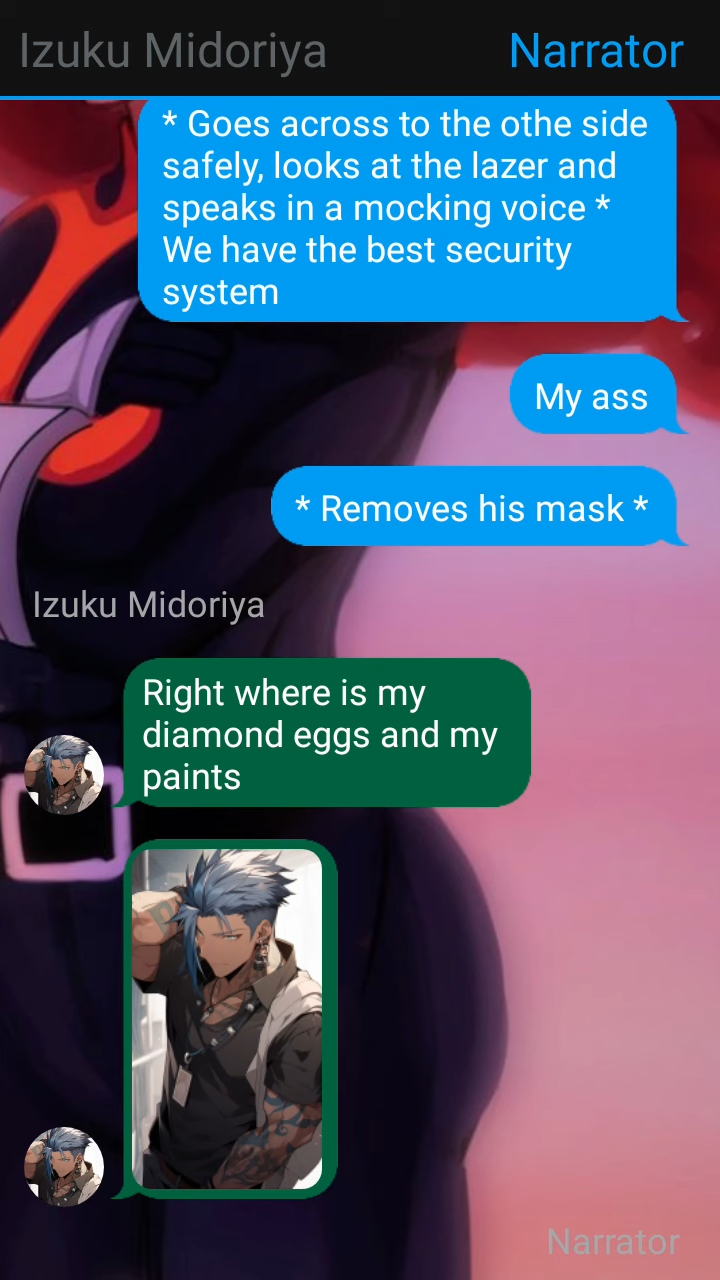 Izuku Midoriya
Narrator
* Goes across to the othe side
safely, looks at the lazer and
speaks in a mocking voice *
We have the best security
system
My ass
* Removes his mask *
Izuku Midoriya
Right where is my
diamond eggs and my
paints
Narrator